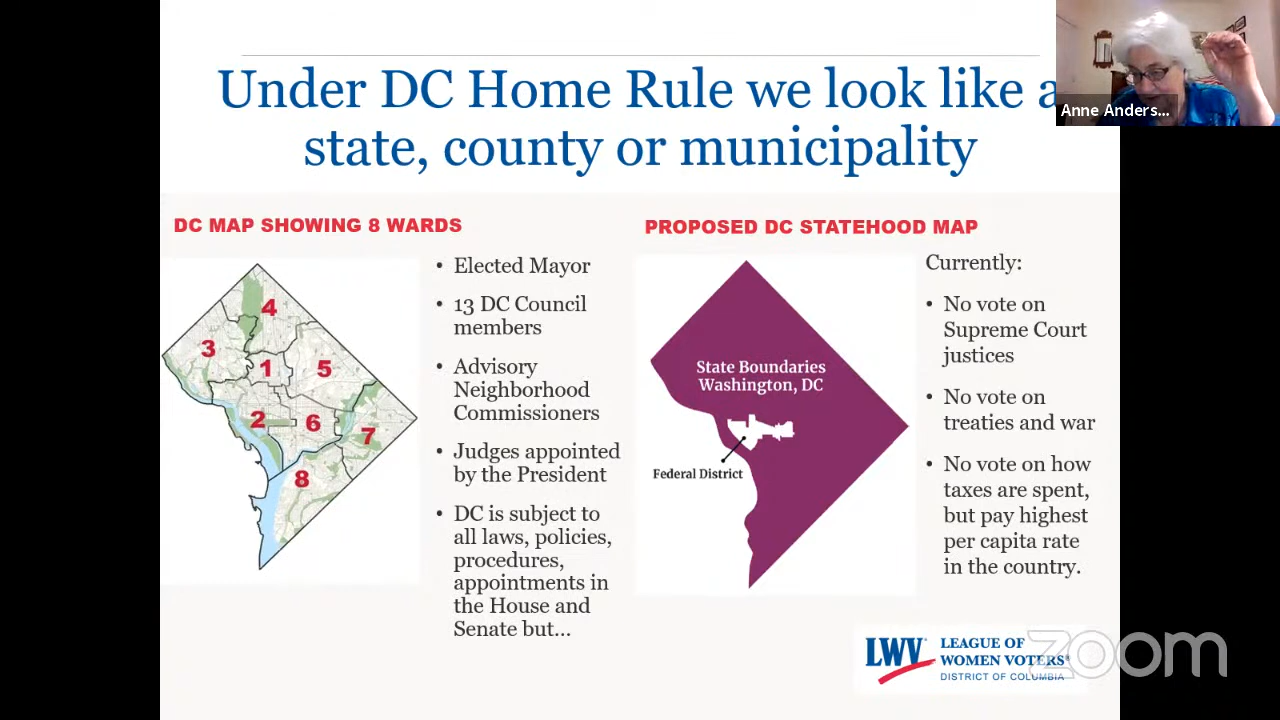 Under DC Home Rule we look like a
state, county or municipality
Anne Anders...
DC MAP SHOWING 8 WARDS
4
3
1
5
2
6
7
8
• Elected Mayor
• 13 DC Council
members
• Advisory
Neighborhood
Commissioners
• Judges appointed
by the President
• DC is subject to
all laws, policies,
procedures,
appointments in
the House and
Senate but...
PROPOSED DC STATEHOOD MAP
State Boundaries
Washington, DC
Federal District
Currently:
• No vote on
Supreme Court
justices
• No vote on
treaties and war
• No vote on how
taxes are spent,
but pay highest
per capita rate
in the country.
LWV®
LEAGUE OF
WOMEN VOTERS®
DISTRICT OF COLUMBIA
zoom